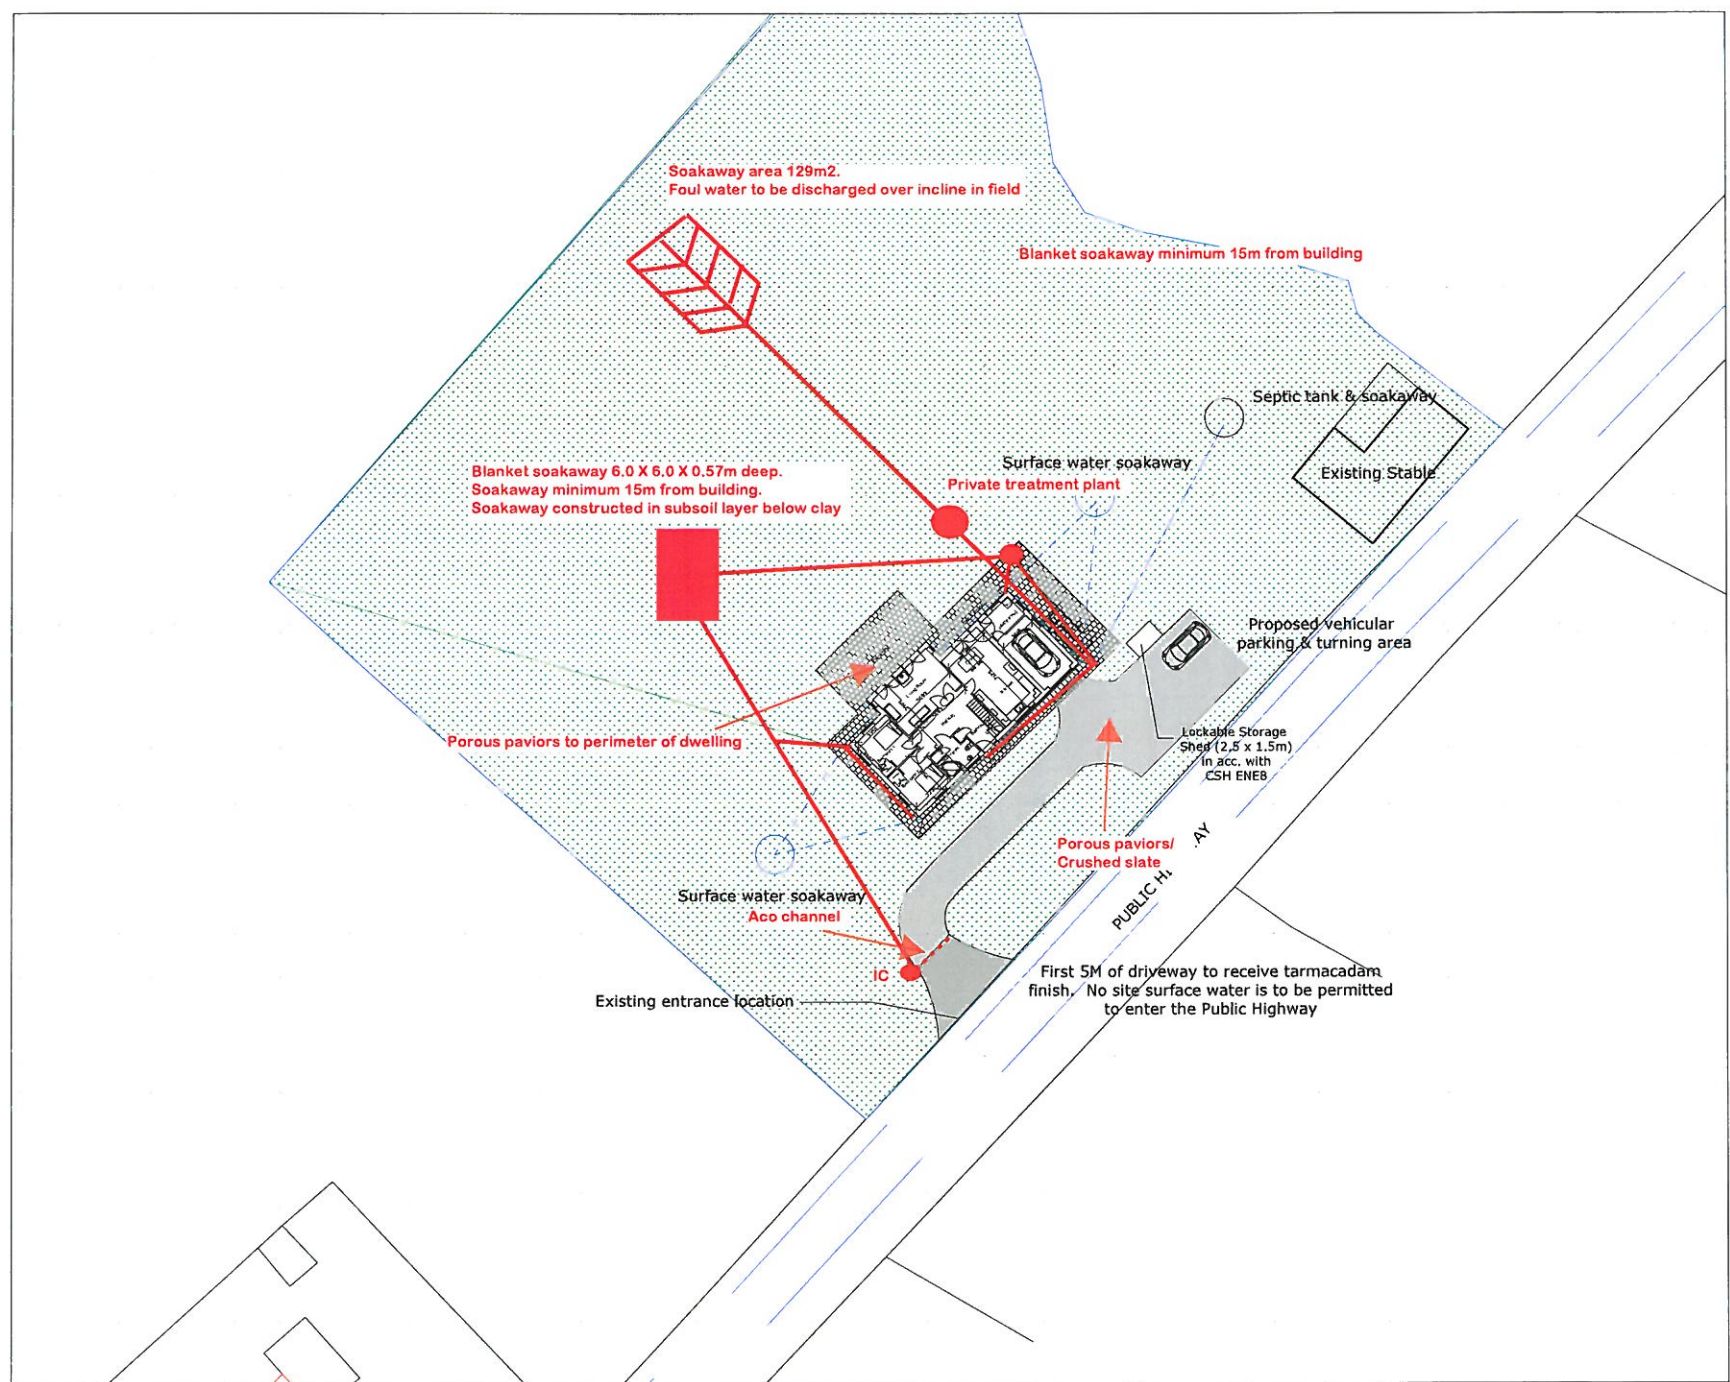 Soakaway area 129m2.
Foul water to be discharged over incline in field
Blanket soakaway minimum 15m from building
Septic tank & soakaway
Existing Stable
Surface water soakaway
Private treatment plant
Blanket soakaway 6.0 X 6.0 X 0.57m deep.
Soakaway minimum 15m from building.
Soakaway constructed in subsoil layer below clay
Proposed vehicular
parking & turning area
Porous paviors to perimeter of dwelling
Lockable Storage
Shed (2.5 x 1.5m)
in acc. with
CSH ENE8
Porous paviors/
Crushed slate
PUBLIC HI AY
Surface water soakaway
Aco channel
IC
Existing entrance location
First 5M of driveway to receive tarmacadam
finish. No site surface water is to be permitted
to enter the Public Highway